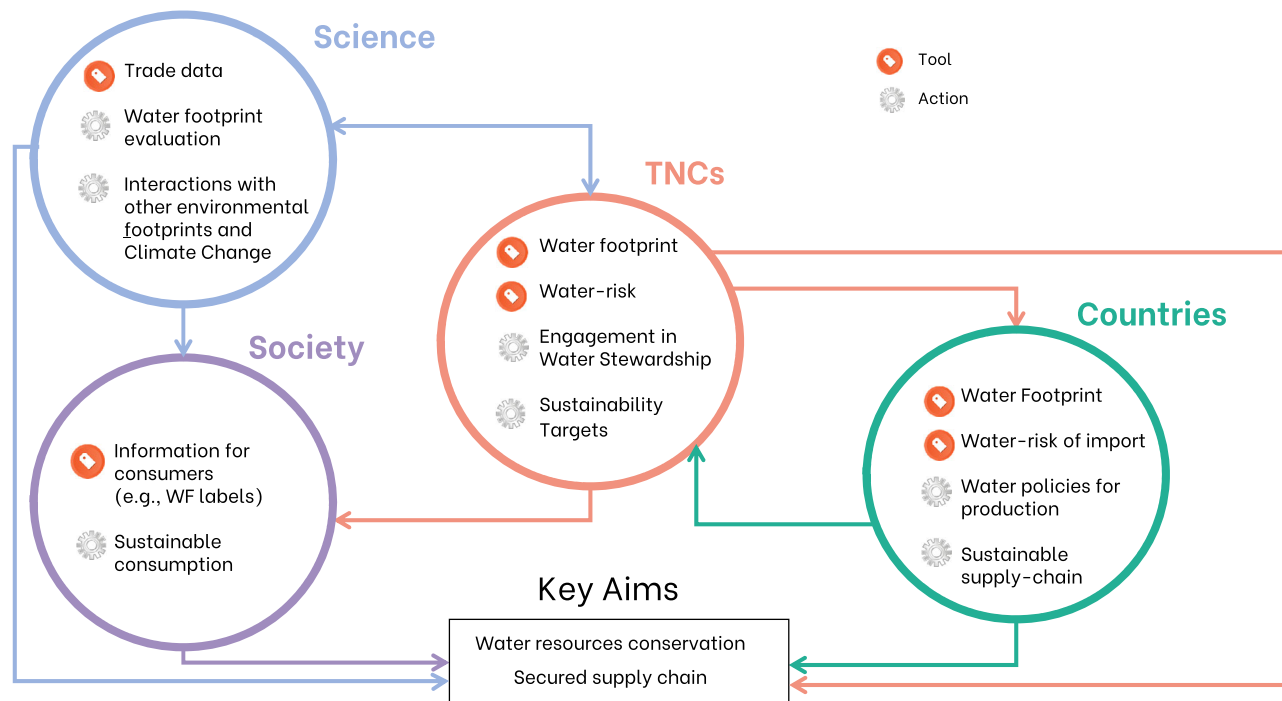 Science
Trade data
Water footprint
evaluation
Interactions with
other environmental
footprints and
Climate Change
Tool
Action
TNCs
Water footprint
Water-risk
Engagement in
Water Stewardship
Sustainability
Targets
Countries
Water Footprint
Water-risk of import
Water policies for
production
Sustainable
supply-chain
Society
Information for
consumers
(e.g., WF labels)
Sustainable
consumption
Key Aims
Water resources conservation
Secured supply chain